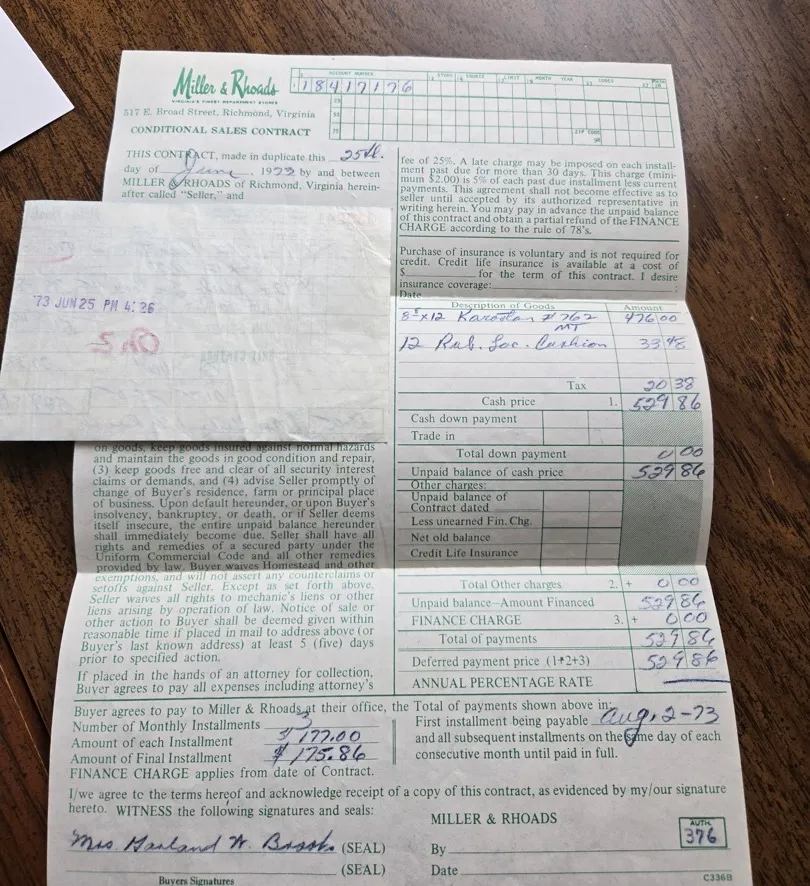 Miller & Rhoads
VIRGINIA'S FINEST DEPARTMENT STORES
517 E. Broad Street, Richmond, Virginia
CONDITIONAL SALES CONTRACT
ACCOUNT NUMBER
STORE
SOURCE
LIMIT
MONTH YEAR
CODES
18417176
ZIP CODE
THIS CONTRACT, made in duplicate this 25th.
day of June, 1973 by and between
MILLER & RHOADS of Richmond, Virginia herein-
after called "Seller," and
'73 JUN 25 PM 4:26
on goods, keep goods insured against normal hazards
and maintain the goods in good condition and repair,
(3) keep goods free and clear of all security interest
claims or demands, and (4) advise Seller promptly of
change of Buyer's residence, farm or principal place
of business. Upon default hereunder, or upon Buyer's
insolvency, bankruptcy, or death, or if Seller deems
itself insecure, the entire unpaid balance hereunder
shall immediately become due. Seller shall have all
rights and remedies of a secured party under the
Uniform Commercial Code and all other remedies
provided by law. Buyer waives Homestead and other
exemptions, and will not assert any counterclaims or
setoffs against Seller. Except as set forth above,
Seller waives all rights to mechanic's liens or other
liens arising by operation of law. Notice of sale or
other action to Buyer shall be deemed given within
reasonable time if placed in mail to address above (or
Buyer's last known address) at least 5 (five) days
prior to specified action.
If placed in the hands of an attorney for collection,
Buyer agrees to pay all expenses including attorney's
fee of 25%. A late charge may be imposed on each install-
ment past due for more than 30 days. This charge (mini-
mum $2.00) is 5% of each past due installment less current
payments. This agreement shall not become effective as to
seller until accepted by its authorized representative in
writing herein. You may pay in advance the unpaid balance
of this contract and obtain a partial refund of the FINANCE
CHARGE according to the rule of 78's.
Purchase of insurance is voluntary and is not required for
credit. Credit life insurance is available at a cost of
$ for the term of this contract. I desire
insurance coverage:
Date
Description of Goods Amount
8⁵x12 Karastan #762 476.00
MT
12 Rub. Loc. Cushion 33.48
Tax 20 38
Cash price 1. 529 86
Cash down payment
Trade in
Total down payment 0 00
Unpaid balance of cash price 529 86
Other charges:
Unpaid balance of
Contract dated
Less unearned Fin. Chg.
Net old balance
Credit Life Insurance
Total Other charges 2. + 0 00
Unpaid balance—Amount Financed 529 86
FINANCE CHARGE 3. + 0 00
Total of payments 529 86
Deferred payment price (1+2+3) 529 86
ANNUAL PERCENTAGE RATE
Buyer agrees to pay to Miller & Rhoads at their office, the Total of payments shown above in:
Number of Monthly Installments 3
Amount of each Installment $177.00
Amount of Final Installment $175.86
FINANCE CHARGE applies from date of Contract.
First installment being payable Aug. 2-73
and all subsequent installments on the same day of each
consecutive month until paid in full.
I/we agree to the terms hereof and acknowledge receipt of a copy of this contract, as evidenced by my/our signature
hereto. WITNESS the following signatures and seals:
Mrs Garland W. Brooks (SEAL)
(SEAL)
Buyers Signatures
MILLER & RHOADS
AUTH.
376
By
Date
C336B